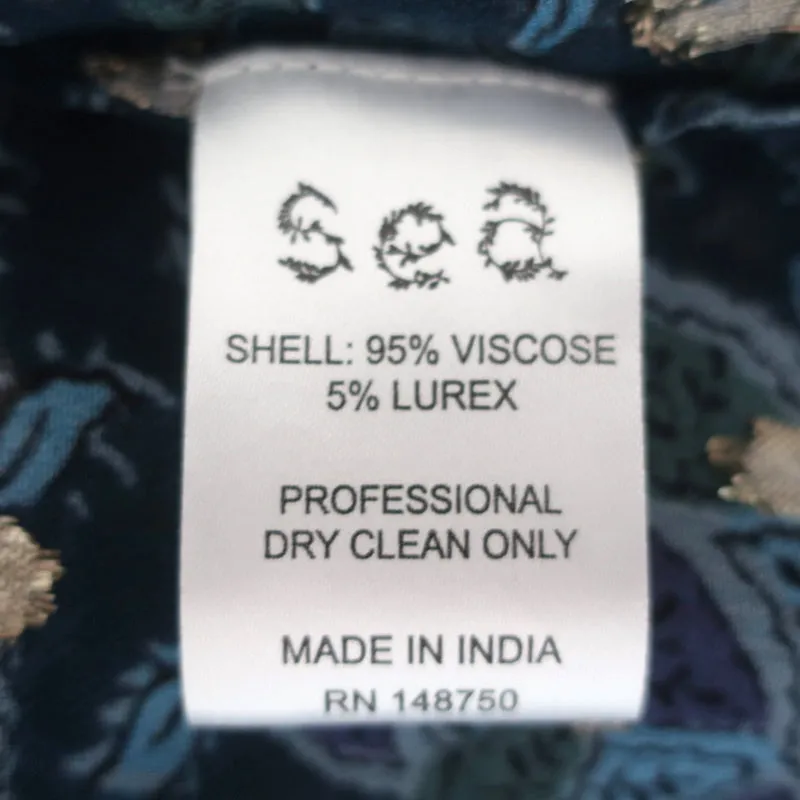 Sea
SHELL: 95% VISCOSE
5% LUREX
PROFESSIONAL
DRY CLEAN ONLY
MADE IN INDIA
RN 148750